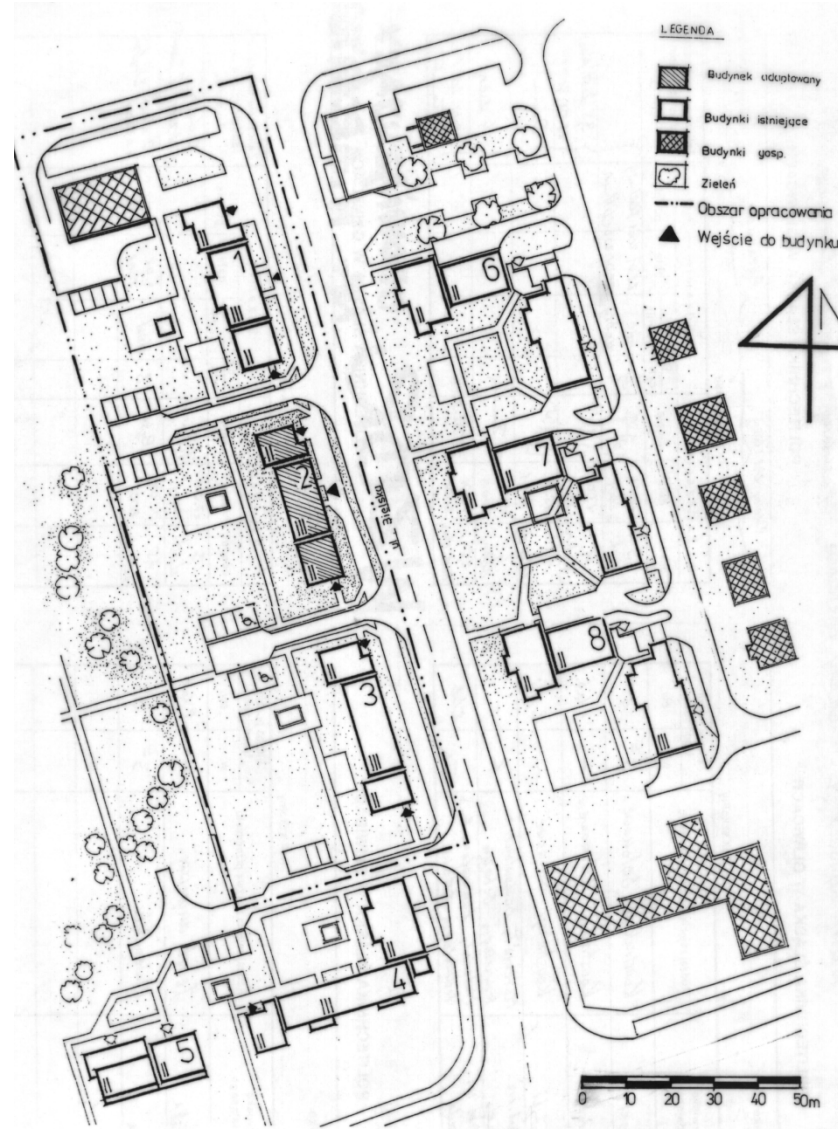 LEGENDA
Budynek adaptowany
Budynki istniejące
Budynki gosp.
Zieleń
Obszar opracowania
Wejście do budynku
1
6
2
7
ul. Bielska
3
8
4
5
0 10 20 30 40 50m